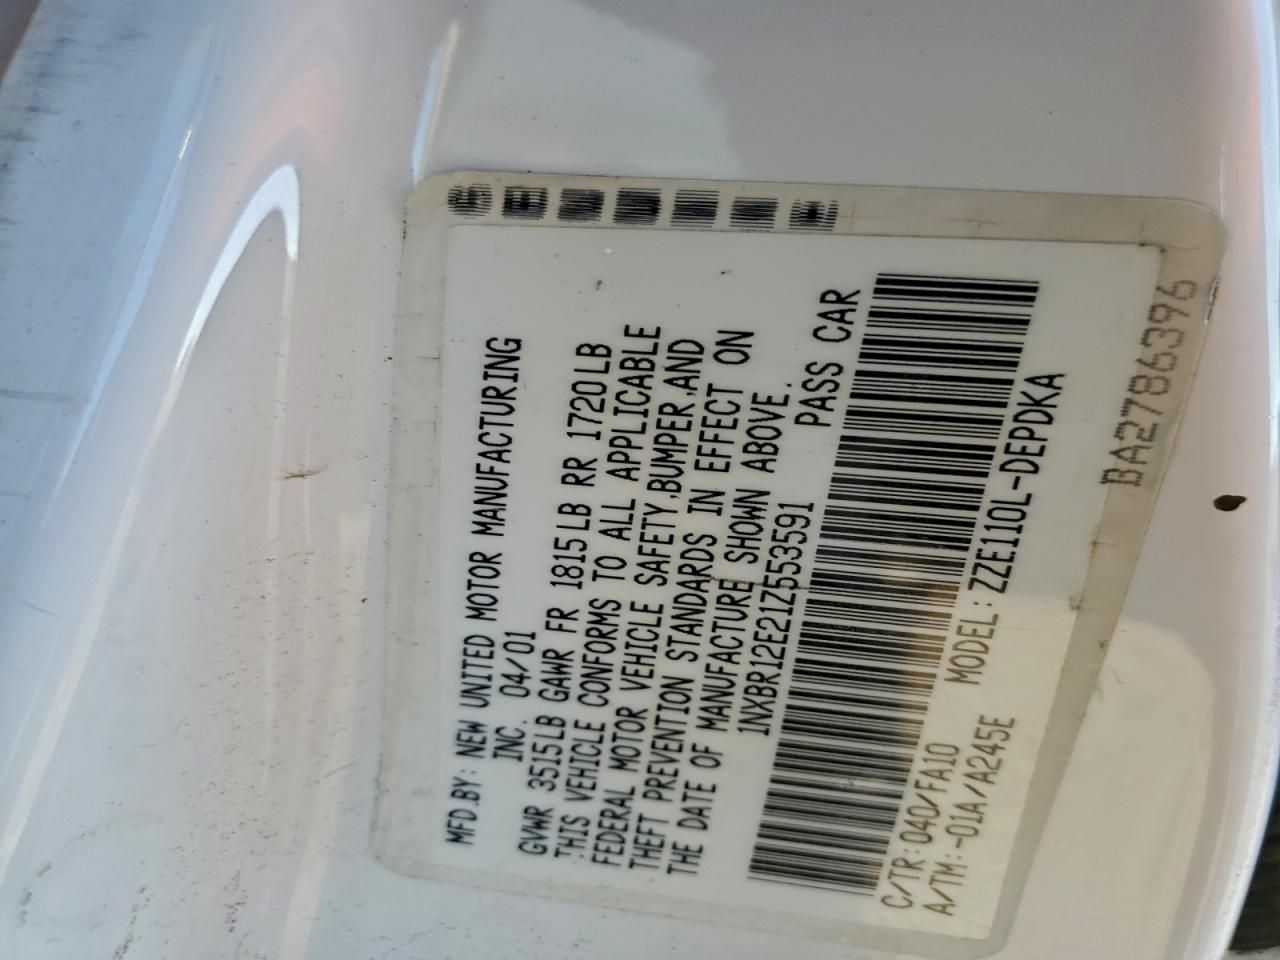 MFD.BY: NEW UNITED MOTOR MANUFACTURING
INC. 04/01
GVWR 3515LB GAWR FR 1815LB RR 1720LB
THIS VEHICLE CONFORMS TO ALL APPLICABLE
FEDERAL MOTOR VEHICLE SAFETY,BUMPER,AND
THEFT PREVENTION STANDARDS IN EFFECT ON
THE DATE OF MANUFACTURE SHOWN ABOVE.
1NXBR12E21Z553591 PASS CAR
C/TR:040/FA10 MODEL:ZZE110L-DEPDKA
A/TM:-01A/A245E
BA2786396